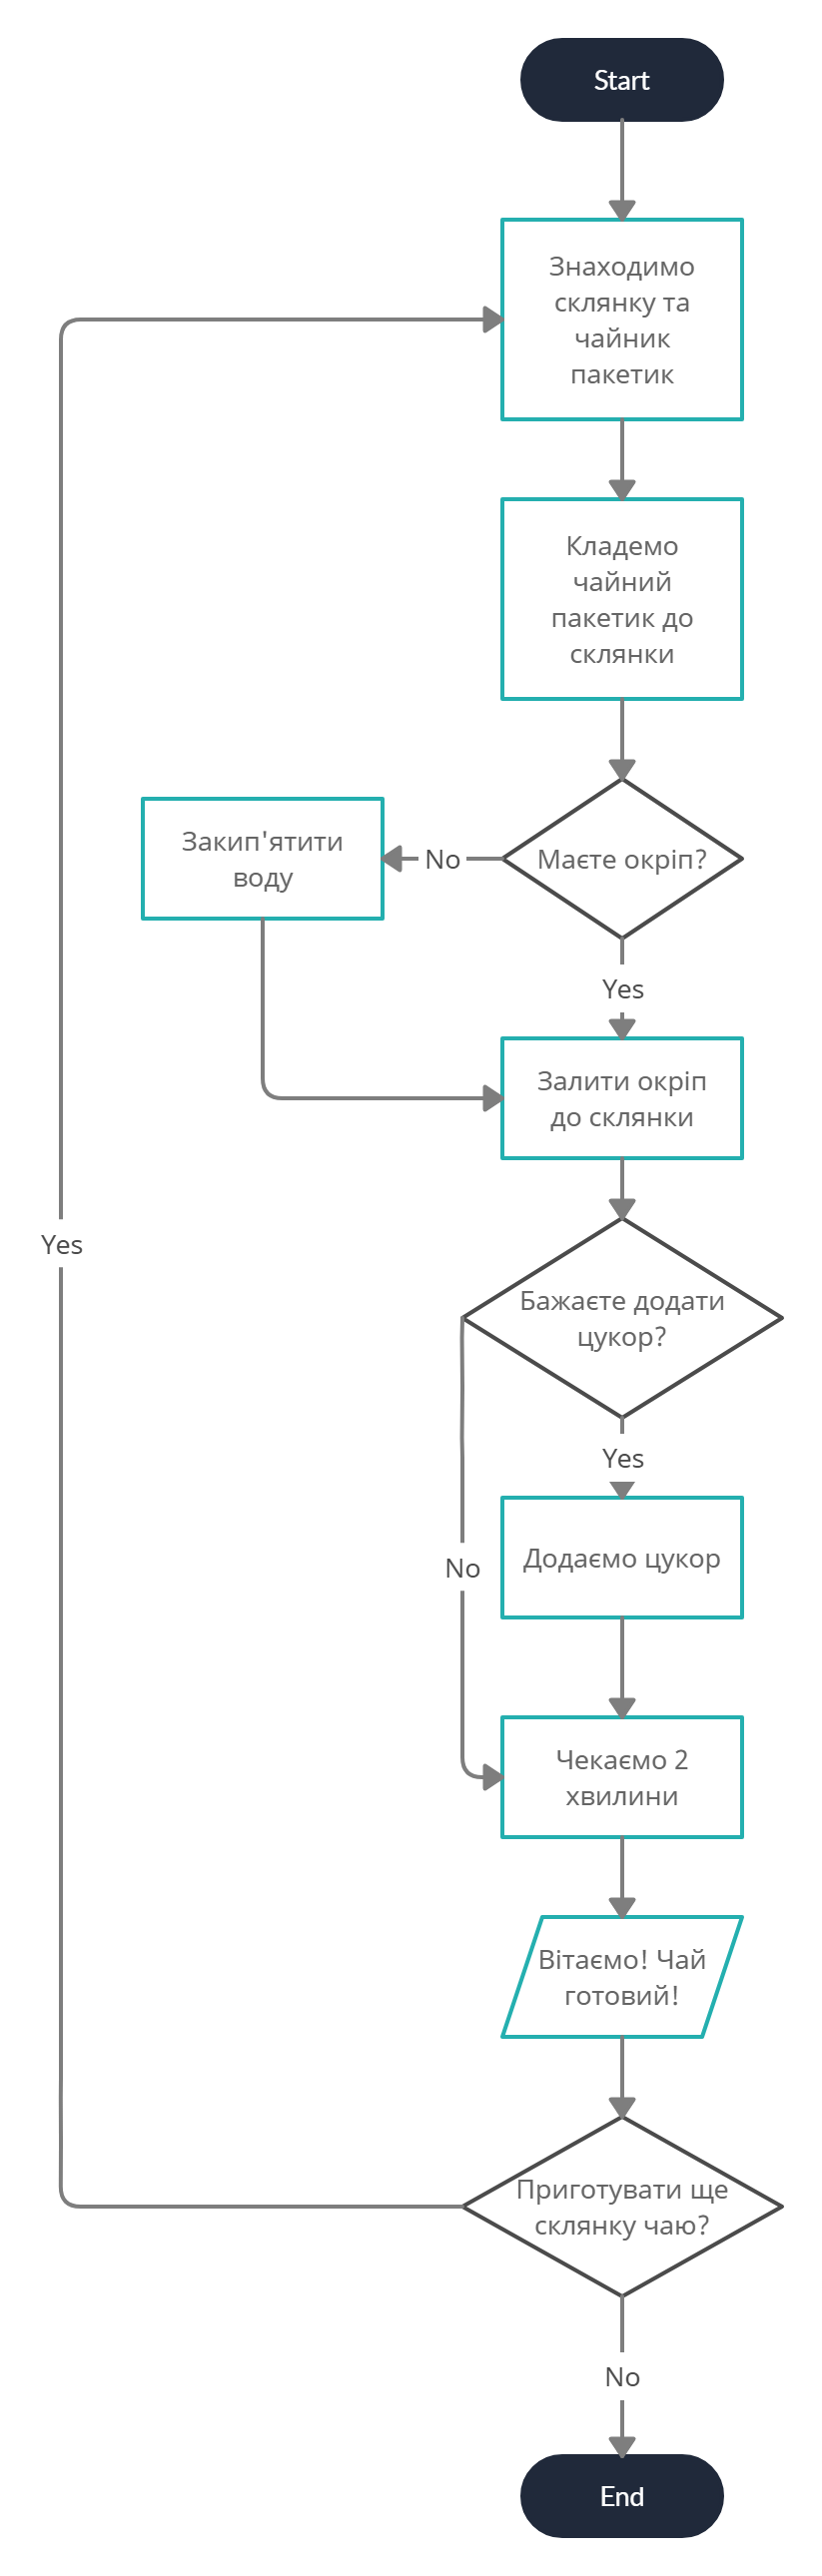 Start
Знаходимо
склянку та
чайник
пакетик
Кладемо
чайний
пакетик до
склянки
Маєте окріп?
No
Закип'ятити
воду
Yes
Залити окріп
до склянки
Бажаєте додати
цукор?
Yes
Додаємо цукор
No
Чекаємо 2
хвилини
Вітаємо! Чай
готовий!
Приготувати ще
склянку чаю?
Yes
No
End